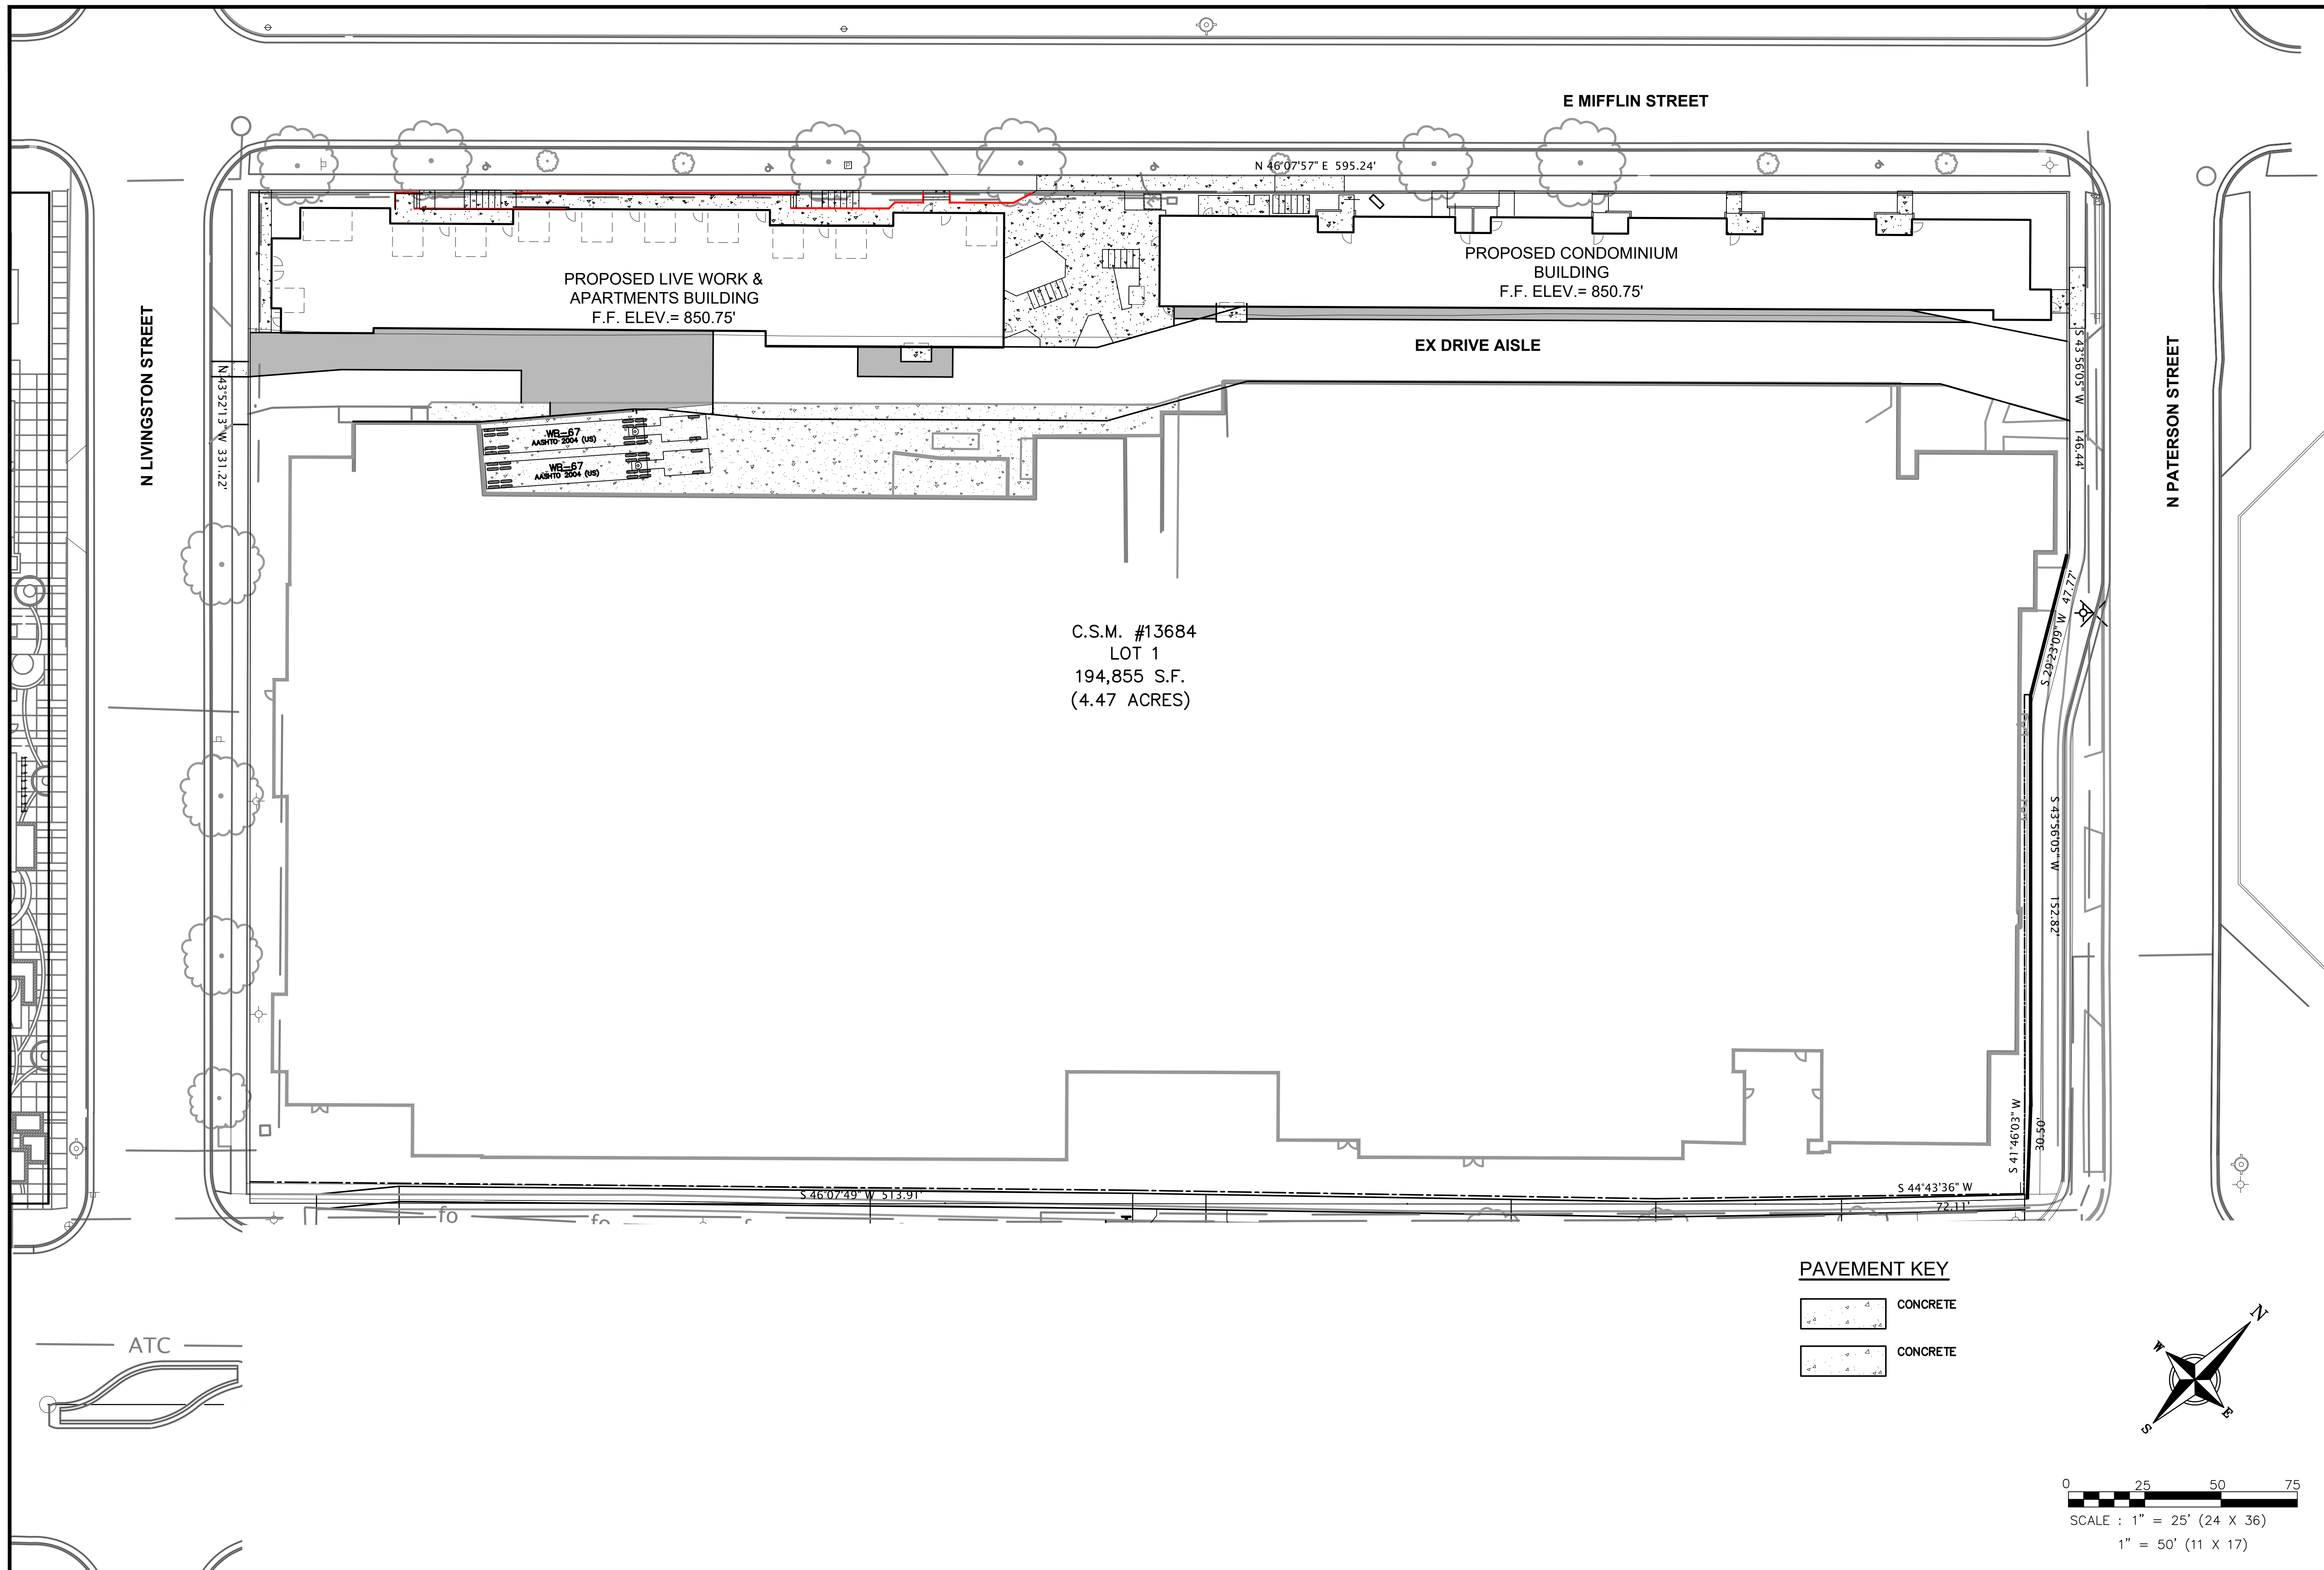 E MIFFLIN STREET
P
N 46°07'57" E 595.24'
PROPOSED LIVE WORK &
APARTMENTS BUILDING
F.F. ELEV.= 850.75'
PROPOSED CONDOMINIUM
BUILDING
F.F. ELEV.= 850.75'
EX DRIVE AISLE
N LIVINGSTON STREET
N 43°52'13" W 331.22'
S 43°56'05" W 146.44'
N PATERSON STREET
WB-67
AASHTO 2004 (US)
WB-67
AASHTO 2004 (US)
C.S.M. #13684
LOT 1
194,855 S.F.
(4.47 ACRES)
S 29°23'09" W 47.77'
S 43°56'05" W 152.82'
S 41°46'03" W
30.50'
S 46°07'49" W 513.91'
S 44°43'36" W
72.11'
fo
PAVEMENT KEY
CONCRETE
CONCRETE
ATC
N
W
E
S
0 25 50 75
SCALE : 1" = 25' (24 X 36)
1" = 50' (11 X 17)